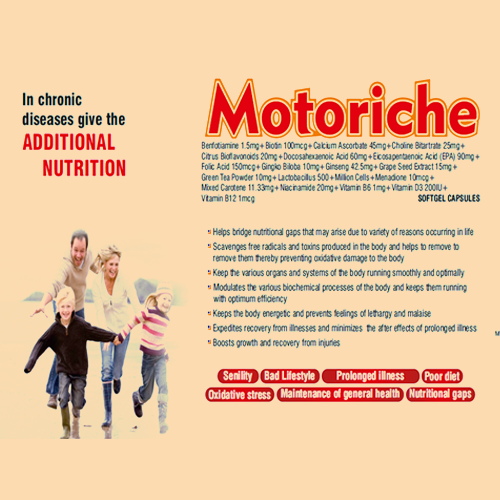 In chronic
diseases give the
ADDITIONAL
NUTRITION
Motoriche
Benfotiamine 1.5mg + Biotin 100mcg + Calcium Ascorbate 45mg + Choline Bitartrate 25mg +
Citrus Bioflavonoids 20mg + Docosahexaenoic Acid 60mg + Eicosapentaenoic Acid (EPA) 90mg +
Folic Acid 150mcg + Gingko Biloba 10mg + Ginseng 42.5mg + Grape Seed Extract 15mg +
Green Tea Powder 10mg + Lactobacillus 500 + Million Cells + Menadione 10mcg +
Mixed Carotene 11.33mg + Niacinamide 20mg + Vitamin B6 1mg + Vitamin D3 200IU +
Vitamin B12 1mcg SOFTGEL CAPSULES
Helps bridge nutritional gaps that may arise due to variety of reasons occurring in life
Scavenges free radicals and toxins produced in the body and helps to remove to
remove them thereby preventing oxidative damage to the body
Keep the various organs and systems of the body running smoothly and optimally
Modulates the various biochemical processes of the body and keeps them running
with optimum efficiency
Keeps the body energetic and prevents feelings of lethargy and malaise
Expedites recovery from illnesses and minimizes the after effects of prolonged illness
M
Boosts growth and recovery from injuries
Senility Bad Lifestyle Prolonged illness Poor diet
Oxidative stress Maintenance of general health Nutritional gaps